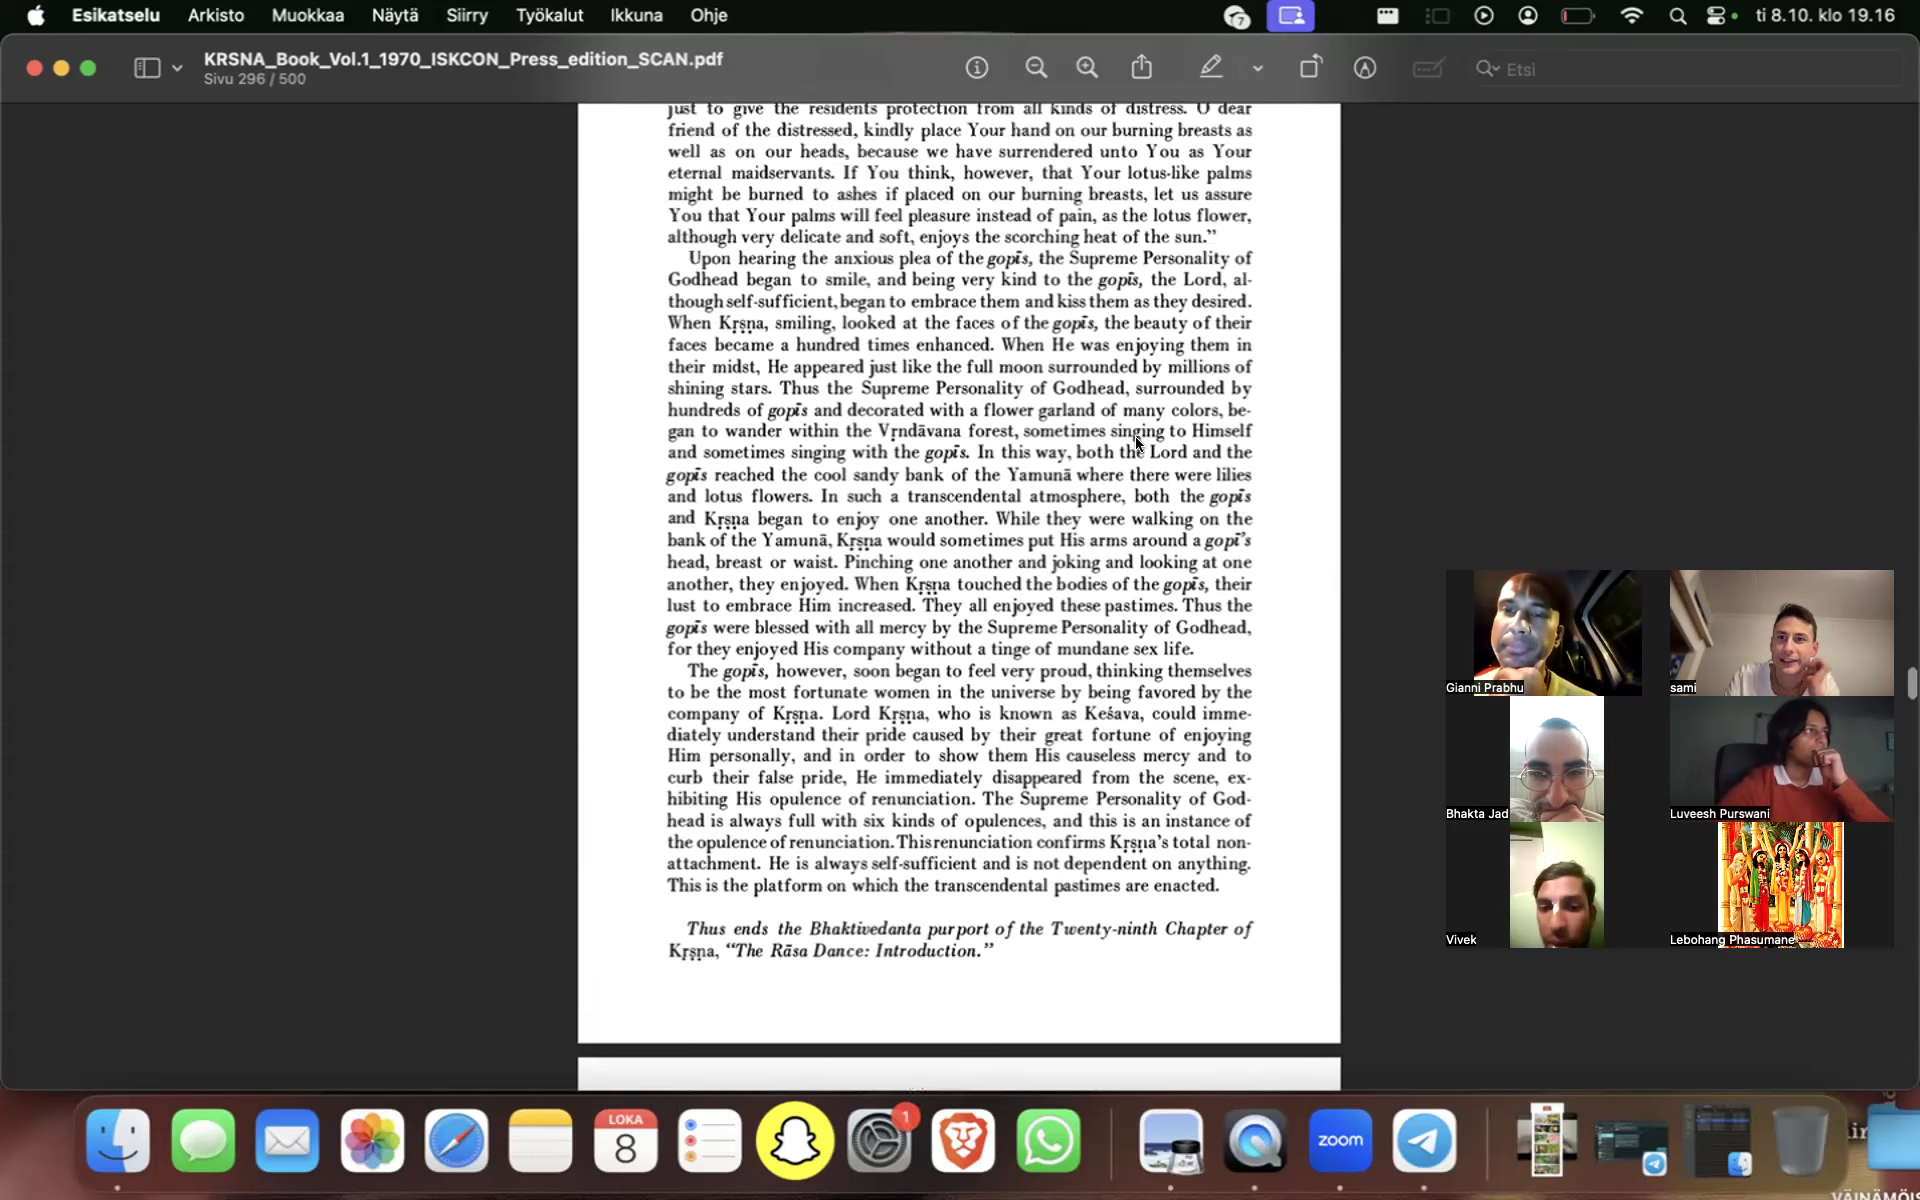 Esikatselu Arkisto Muokkaa Näytä Siirry Työkalut Ikkuna Ohje
7
ti 8.10. klo 19.16
KRSNA_Book_Vol.1_1970_ISKCON_Press_edition_SCAN.pdf
Sivu 296 / 500
Etsi
just to give the residents protection from all kinds of distress. O dear
friend of the distressed, kindly place Your hand on our burning breasts as
well as on our heads, because we have surrendered unto You as Your
eternal maidservants. If You think, however, that Your lotus-like palms
might be burned to ashes if placed on our burning breasts, let us assure
You that Your palms will feel pleasure instead of pain, as the lotus flower,
although very delicate and soft, enjoys the scorching heat of the sun.”
Upon hearing the anxious plea of the gopīs, the Supreme Personality of
Godhead began to smile, and being very kind to the gopīs, the Lord, al-
though self-sufficient, began to embrace them and kiss them as they desired.
When Kṛṣṇa, smiling, looked at the faces of the gopīs, the beauty of their
faces became a hundred times enhanced. When He was enjoying them in
their midst, He appeared just like the full moon surrounded by millions of
shining stars. Thus the Supreme Personality of Godhead, surrounded by
hundreds of gopīs and decorated with a flower garland of many colors, be-
gan to wander within the Vṛndāvana forest, sometimes singing to Himself
and sometimes singing with the gopīs. In this way, both the Lord and the
gopīs reached the cool sandy bank of the Yamunā where there were lilies
and lotus flowers. In such a transcendental atmosphere, both the gopīs
and Kṛṣṇa began to enjoy one another. While they were walking on the
bank of the Yamunā, Kṛṣṇa would sometimes put His arms around a gopī's
head, breast or waist. Pinching one another and joking and looking at one
another, they enjoyed. When Kṛṣṇa touched the bodies of the gopīs, their
lust to embrace Him increased. They all enjoyed these pastimes. Thus the
gopīs were blessed with all mercy by the Supreme Personality of Godhead,
for they enjoyed His company without a tinge of mundane sex life.
The gopīs, however, soon began to feel very proud, thinking themselves
to be the most fortunate women in the universe by being favored by the
company of Kṛṣṇa. Lord Kṛṣṇa, who is known as Keśava, could imme-
diately understand their pride caused by their great fortune of enjoying
Him personally, and in order to show them His causeless mercy and to
curb their false pride, He immediately disappeared from the scene, ex-
hibiting His opulence of renunciation. The Supreme Personality of God-
head is always full with six kinds of opulences, and this is an instance of
the opulence of renunciation. This renunciation confirms Kṛṣṇa's total non-
attachment. He is always self-sufficient and is not dependent on anything.
This is the platform on which the transcendental pastimes are enacted.
Thus ends the Bhaktivedanta purport of the Twenty-ninth Chapter of
Kṛṣṇa, “The Rāsa Dance: Introduction.”
Gianni Prabhu
sami
Bhakta Jad
Luveesh Purswani
Vivek
Lebohang Phasumane
LOKA
8
1
zoom